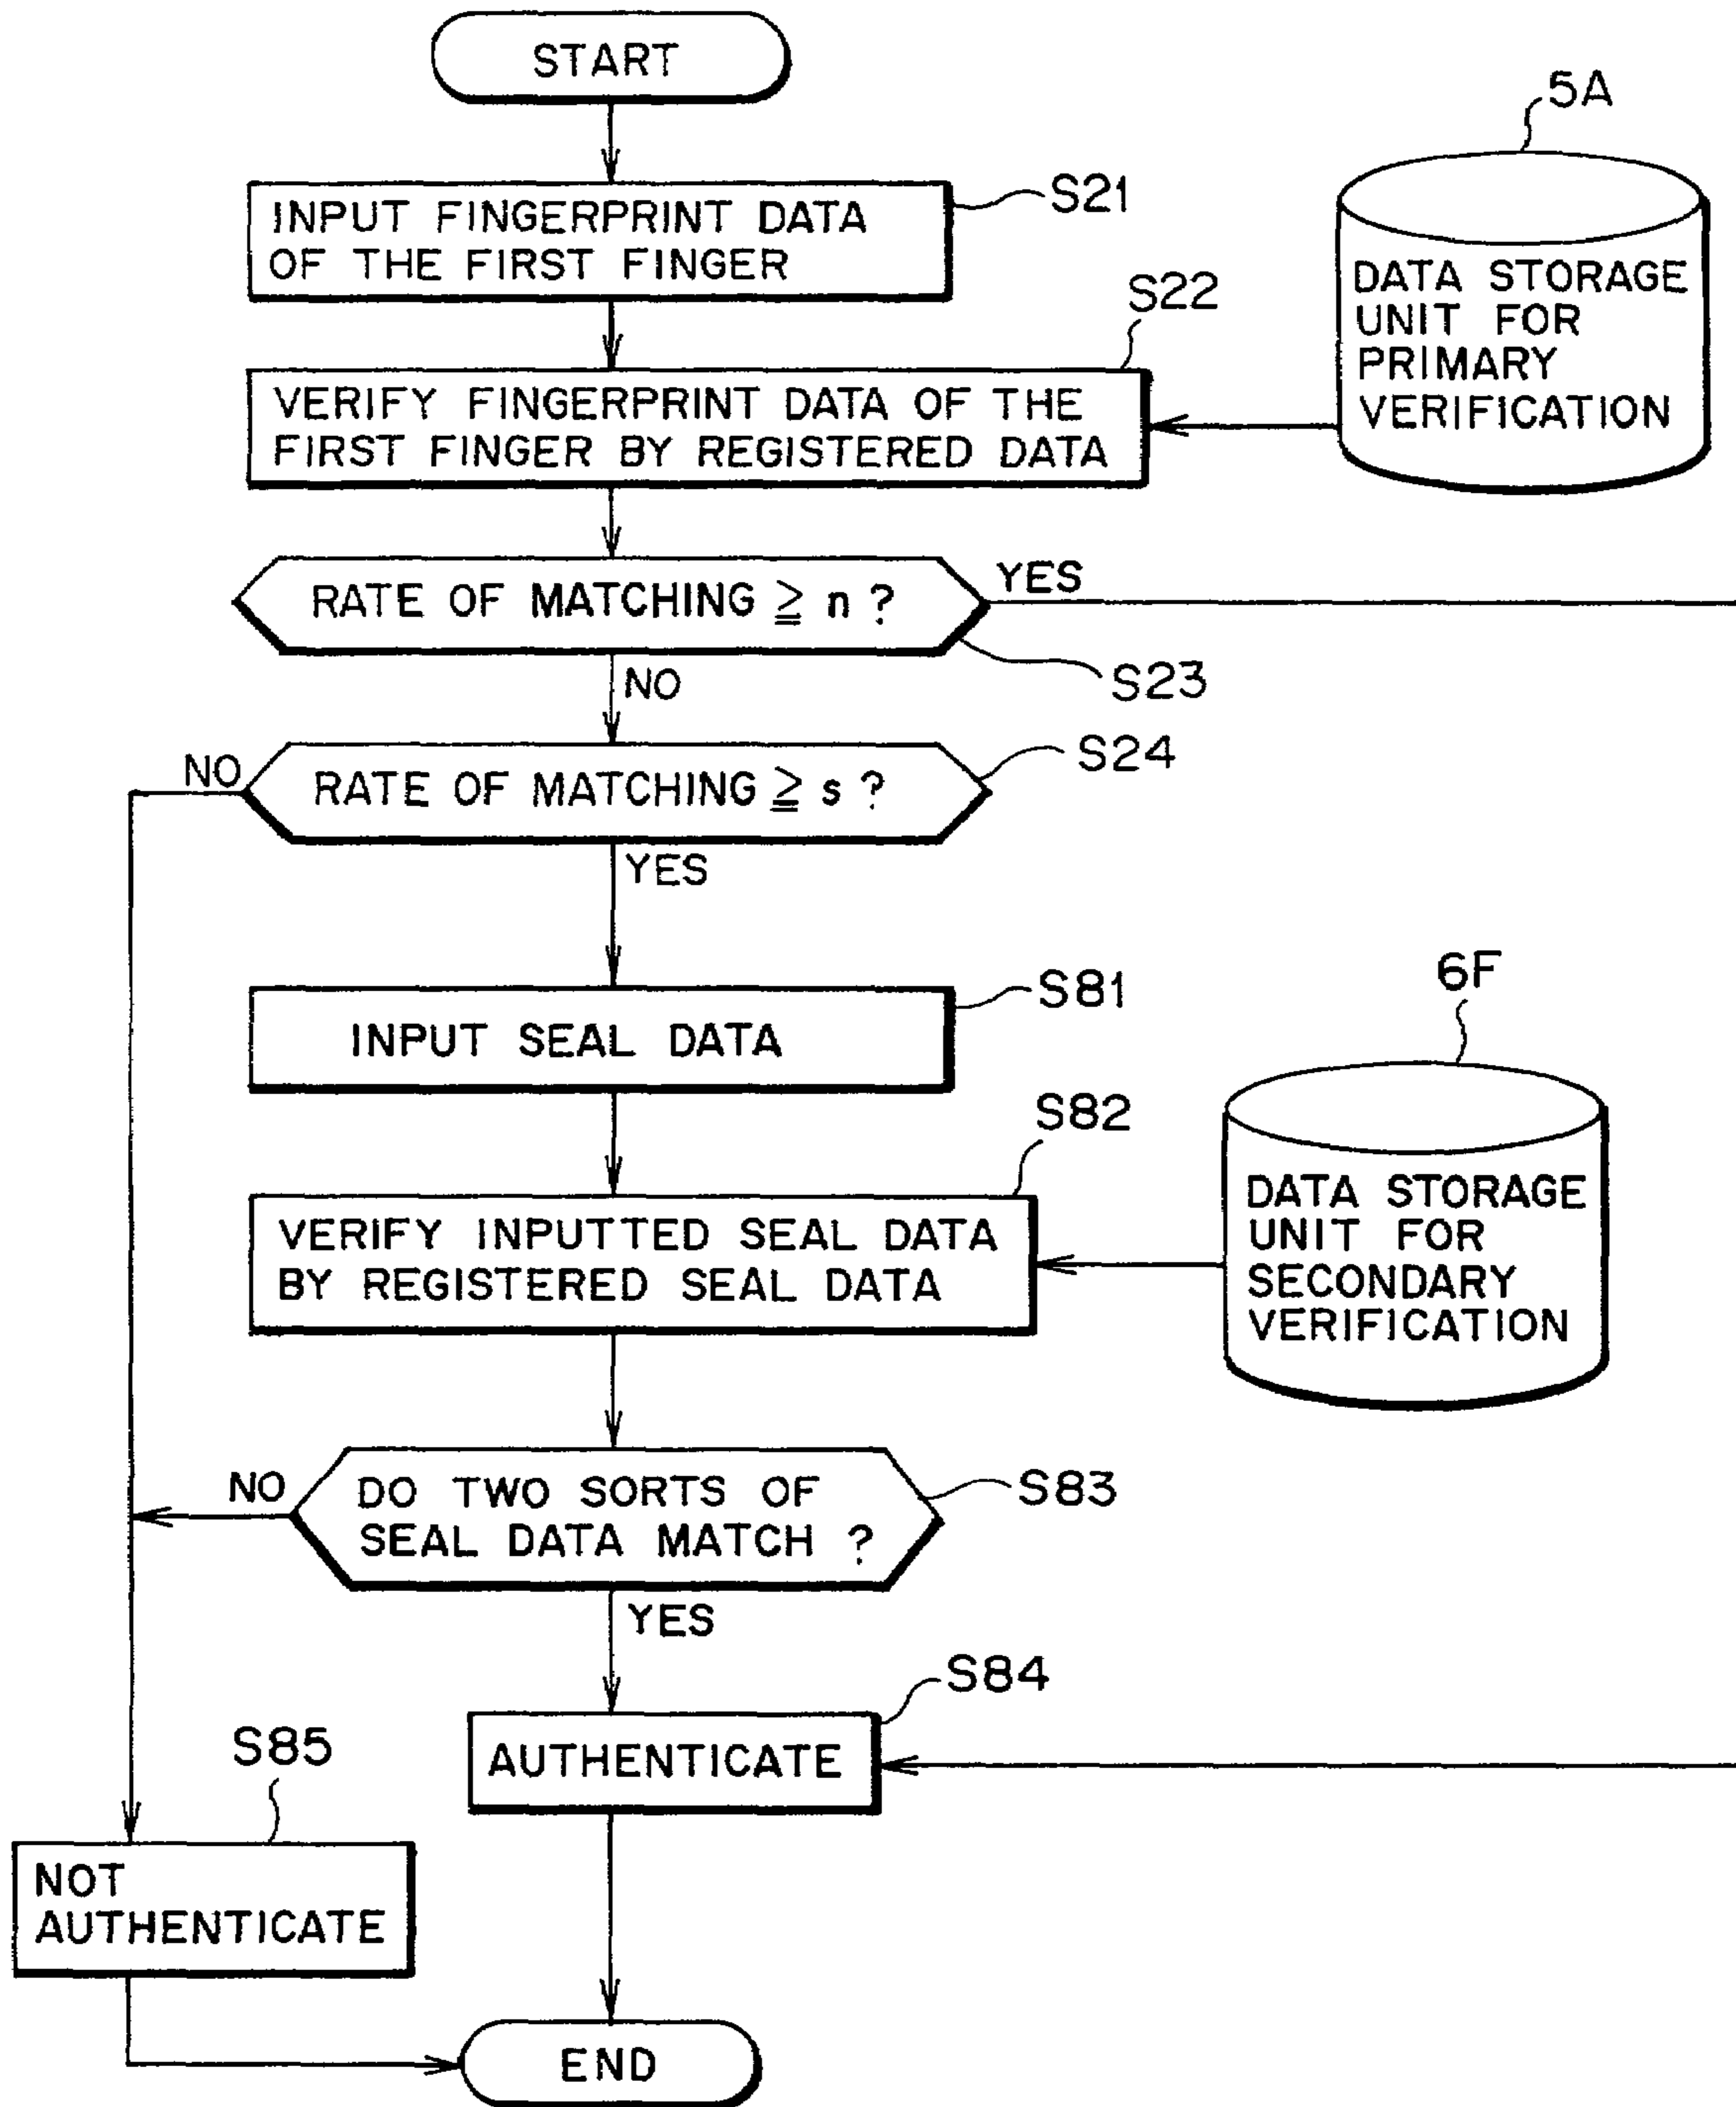 START
5A
S21
INPUT FINGERPRINT DATA
OF THE FIRST FINGER
S22
DATA STORAGE
UNIT FOR
PRIMARY
VERIFICATION
VERIFY FINGERPRINT DATA OF THE
FIRST FINGER BY REGISTERED DATA
RATE OF MATCHING ≧ n ?
YES
S23
NO
S24
NO
RATE OF MATCHING ≧ s ?
YES
S81
INPUT SEAL DATA
6F
S82
VERIFY INPUTTED SEAL DATA
BY REGISTERED SEAL DATA
DATA STORAGE
UNIT FOR
SECONDARY
VERIFICATION
NO
DO TWO SORTS OF
SEAL DATA MATCH ?
S83
YES
S84
AUTHENTICATE
S85
NOT
AUTHENTICATE
END